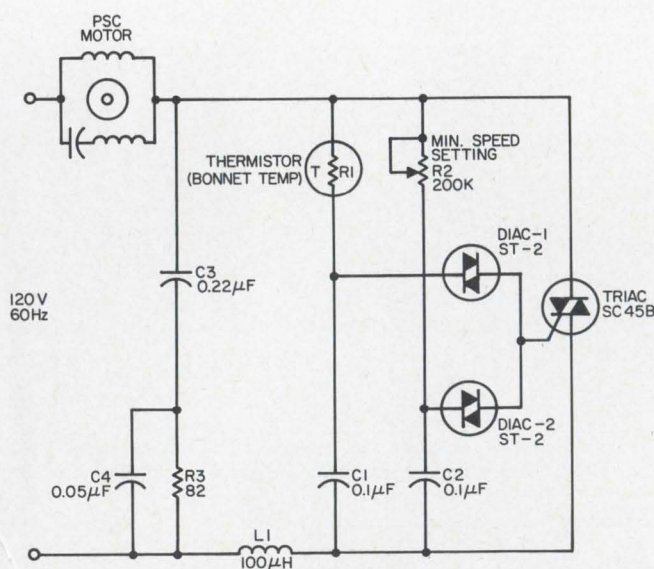 PSC
MOTOR
THERMISTOR
(BONNET TEMP)
T
R1
MIN. SPEED
SETTING
R2
200K
DIAC-1
ST-2
C3
0.22µF
120V
60Hz
TRIAC
SC45B
DIAC-2
ST-2
C4
0.05µF
R3
82
C1
0.1µF
C2
0.1µF
L1
100µH